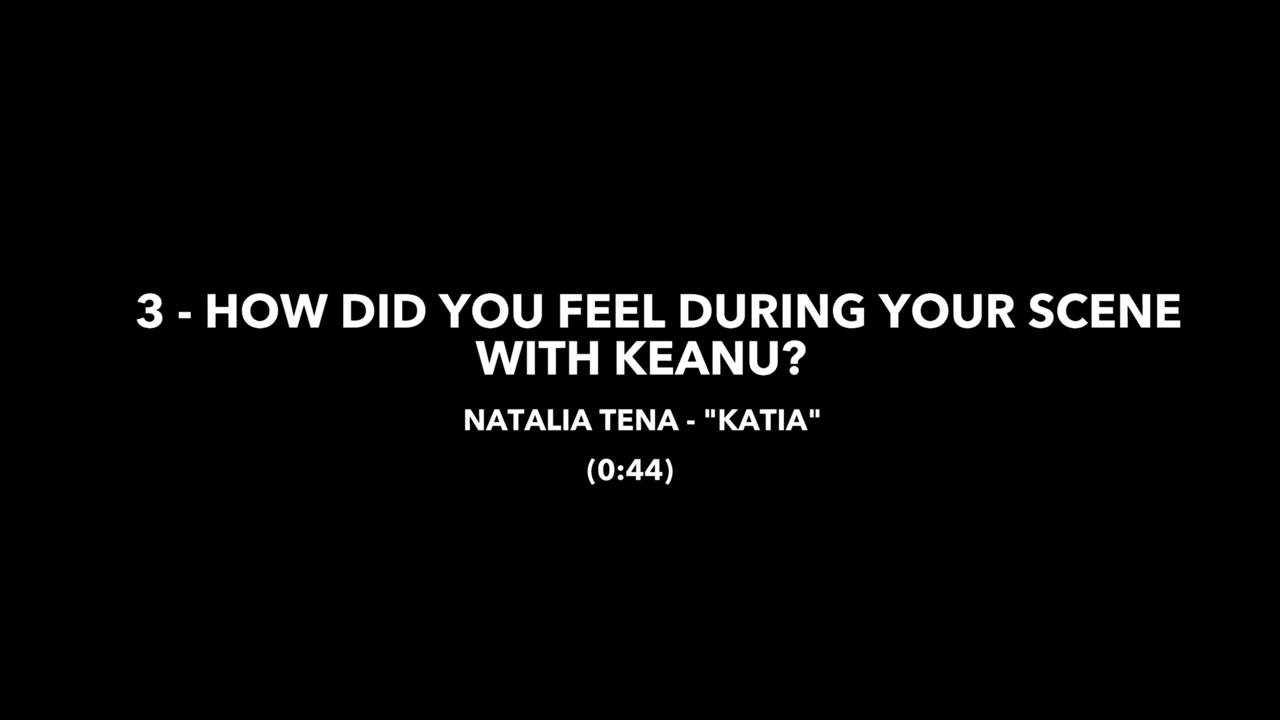 3 - HOW DID YOU FEEL DURING YOUR SCENE
WITH KEANU?
NATALIA TENA - "KATIA"
(0:44)